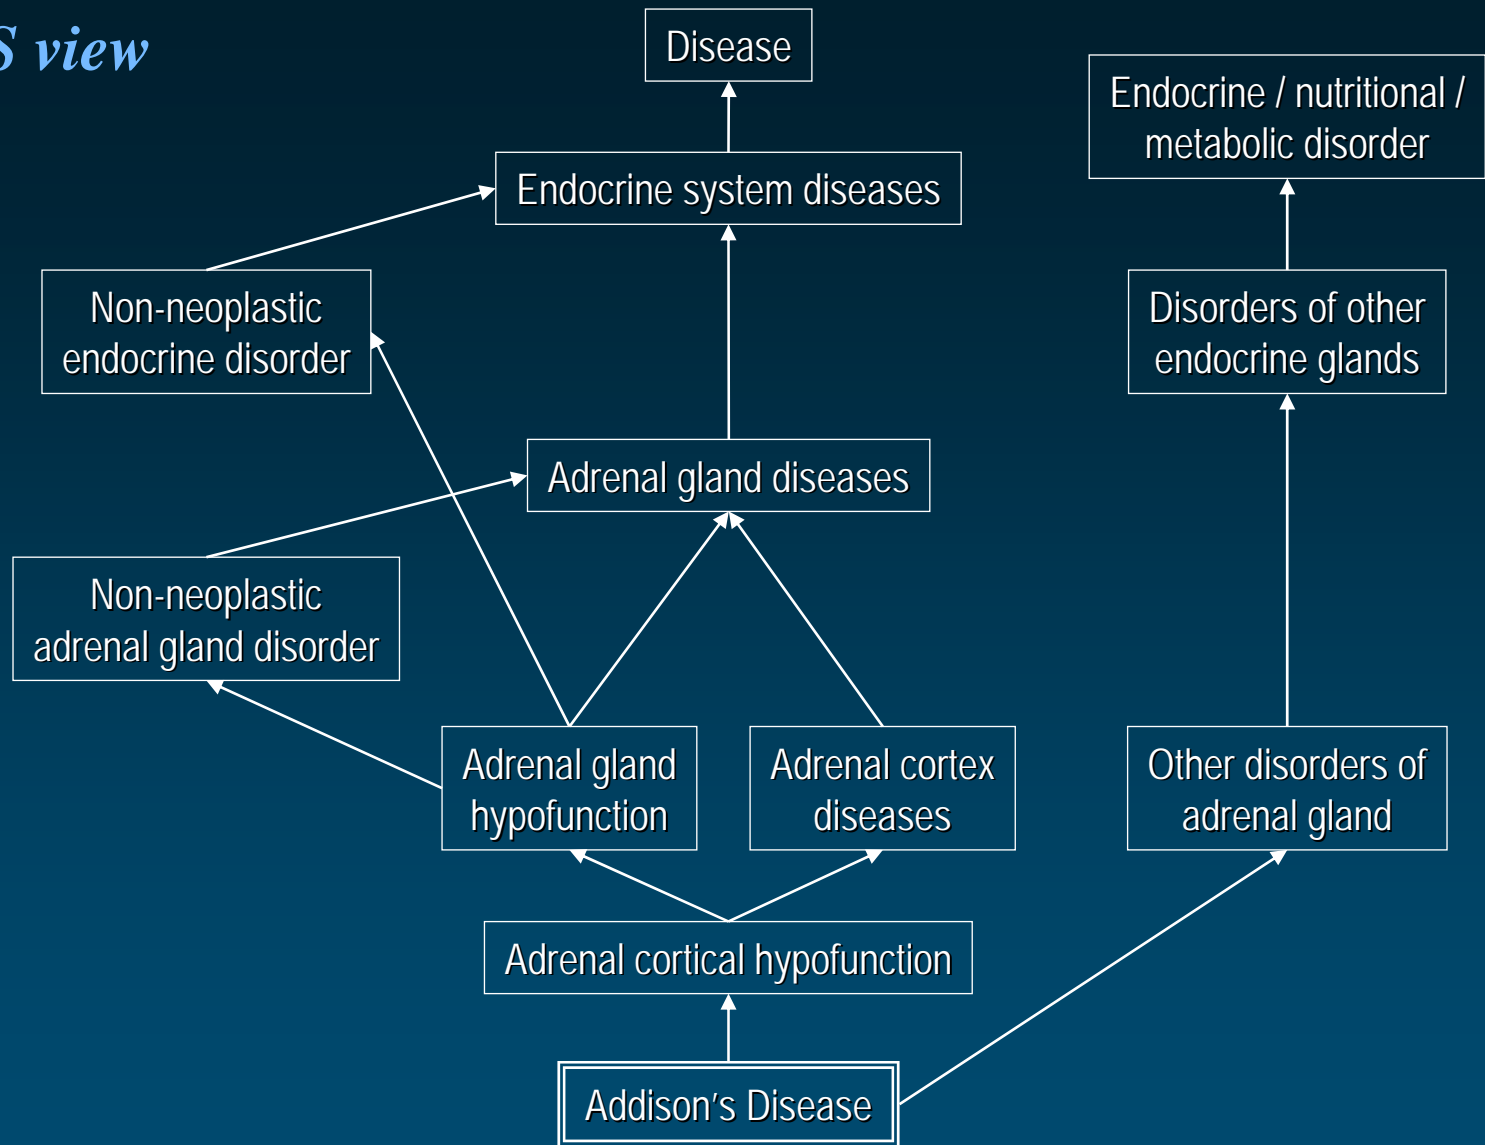 S view
Disease
Endocrine / nutritional /
metabolic disorder
Endocrine system diseases
Non-neoplastic
endocrine disorder
Disorders of other
endocrine glands
Adrenal gland diseases
Non-neoplastic
adrenal gland disorder
Adrenal gland
hypofunction
Adrenal cortex
diseases
Other disorders of
adrenal gland
Adrenal cortical hypofunction
Addison's Disease